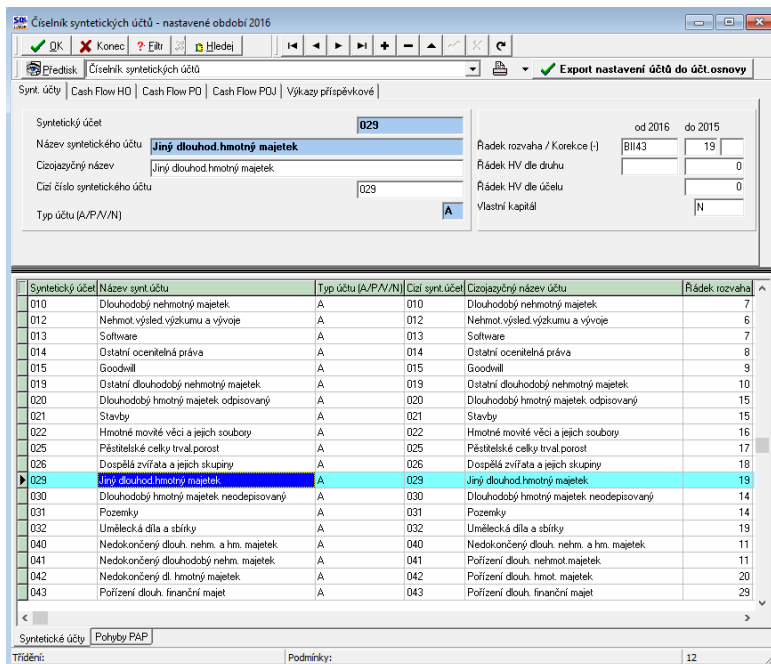 Číselník syntetických účtů - nastavené období 2016
OK Konec Filtr Hledej
Předtisk Číselník syntetických účtů Export nastavení účtů do účt.osnovy
Synt. účty Cash Flow HO Cash Flow PO Cash Flow POJ Výkazy příspěvkové
Syntetický účet 029
Název syntetického účtu Jiný dlouhod.hmotný majetek
Cizojazyčný název Jiný dlouhod.hmotný majetek
Cizí číslo syntetického účtu 029
Typ účtu (A/P/V/N) A
od 2016 do 2015
Řádek rozvaha / Korekce (-) BII43 19
Řádek HV dle druhu 0
Řádek HV dle účelu 0
Vlastní kapitál N
Syntetický účet Název synt.účtu Typ účtu (A/P/V/N) Cizí synt.účet Cizojazyčný název účtu Řádek rozvaha
010 Dlouhodobý nehmotný majetek A 010 Dlouhodobý nehmotný majetek 7
012 Nehmot.výsled.výzkumu a vývoje A 012 Nehmot.výsled.výzkumu a vývoje 6
013 Software A 013 Software 7
014 Ostatní ocenitelná práva A 014 Ostatní ocenitelná práva 8
015 Goodwill A 015 Goodwill 9
019 Ostatní dlouhodobý nehmotný majetek A 019 Ostatní dlouhodobý nehmotný majetek 10
020 Dlouhodobý hmotný majetek odpisovaný A 020 Dlouhodobý hmotný majetek odpisovaný 15
021 Stavby A 021 Stavby 15
022 Hmotné movité věci a jejich soubory A 022 Hmotné movité věci a jejich soubory 16
025 Pěstitelské celky trval.porost A 025 Pěstitelské celky trval.porost 17
026 Dospělá zvířata a jejich skupiny A 026 Dospělá zvířata a jejich skupiny 18
029 Jiný dlouhod.hmotný majetek A 029 Jiný dlouhod.hmotný majetek 19
030 Dlouhodobý hmotný majetek neodepisovaný A 030 Dlouhodobý hmotný majetek neodepisovaný 14
031 Pozemky A 031 Pozemky 14
032 Umělecká díla a sbírky A 032 Umělecká díla a sbírky 19
040 Nedokončený dlouh. nehm. a hm. majetek A 040 Nedokončený dlouh. nehm. a hm. majetek 11
041 Nedokončený dlouhodobý nehm. majetek A 041 Pořízení dlouh. nehmot.majetek 11
042 Nedokončený dl. hmotný majetek A 042 Pořízení dlouh. hmot. majetek 20
043 Pořízení dlouh. finanční majet A 043 Pořízení dlouh. finanční majet 29
Syntetické účty Pohyby PAP
Třídění: Podmínky: 12